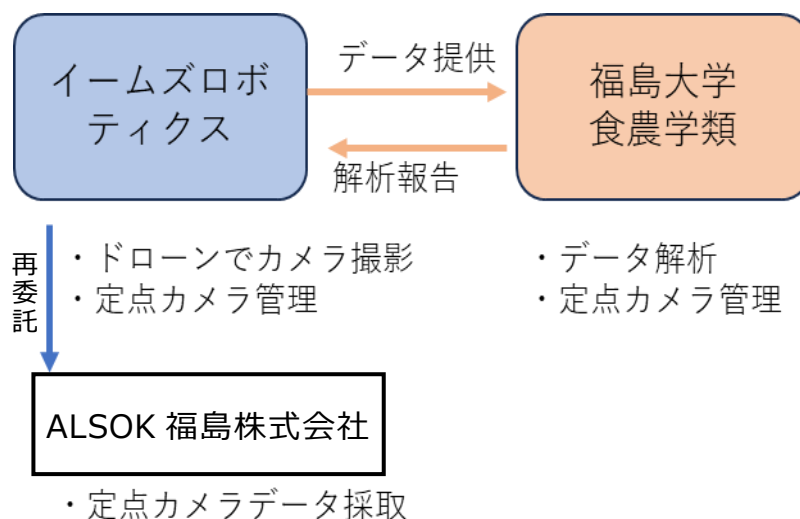 イームズロボ
ティクス
データ提供
解析報告
福島大学
食農学類
再委託
・ドローンでカメラ撮影
・定点カメラ管理
・データ解析
・定点カメラ管理
ALSOK 福島株式会社
・定点カメラデータ採取